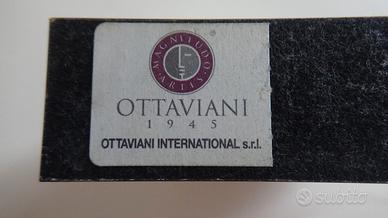 MAGNITUDO ARTIS
OTTAVIANI
1945
OTTAVIANI INTERNATIONAL s.r.l.
subito